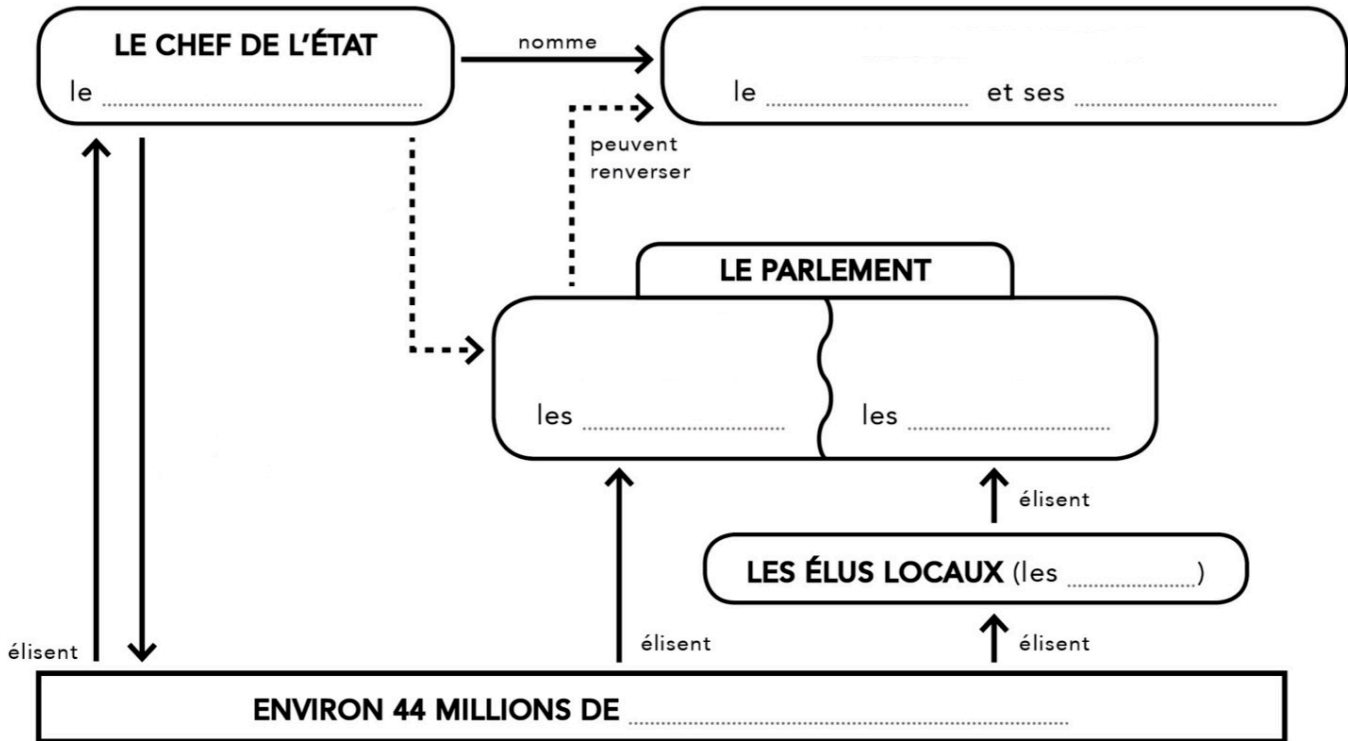 LE CHEF DE L'ÉTAT
le ....................
nomme
le .................... et ses ....................
peuvent
renverser
LE PARLEMENT
les .................... les ....................
élisent
LES ÉLUS LOCAUX (les ....................)
élisent
élisent
élisent
ENVIRON 44 MILLIONS DE ....................